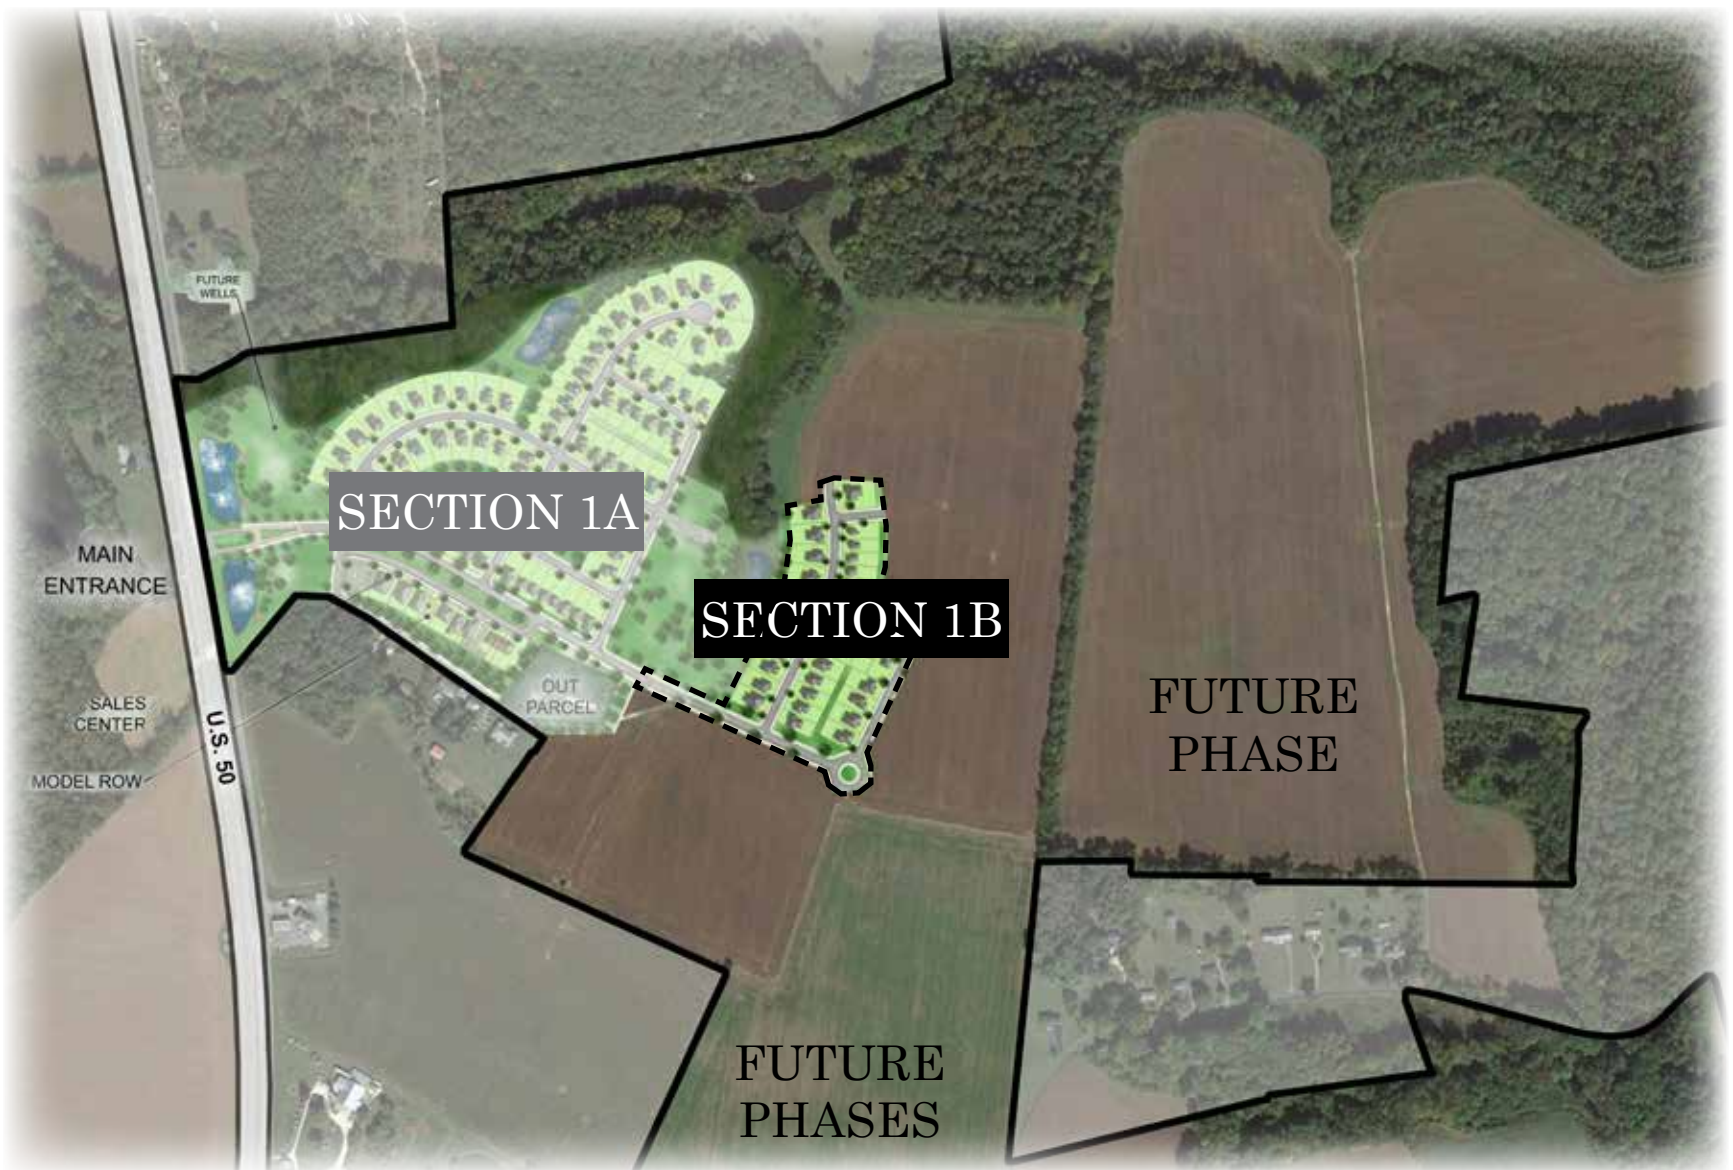 FUTURE
WELLS
SECTION 1A
MAIN
ENTRANCE
SECTION 1B
OUT
PARCEL
SALES
CENTER
U.S. 50
MODEL ROW
FUTURE
PHASE
FUTURE
PHASES